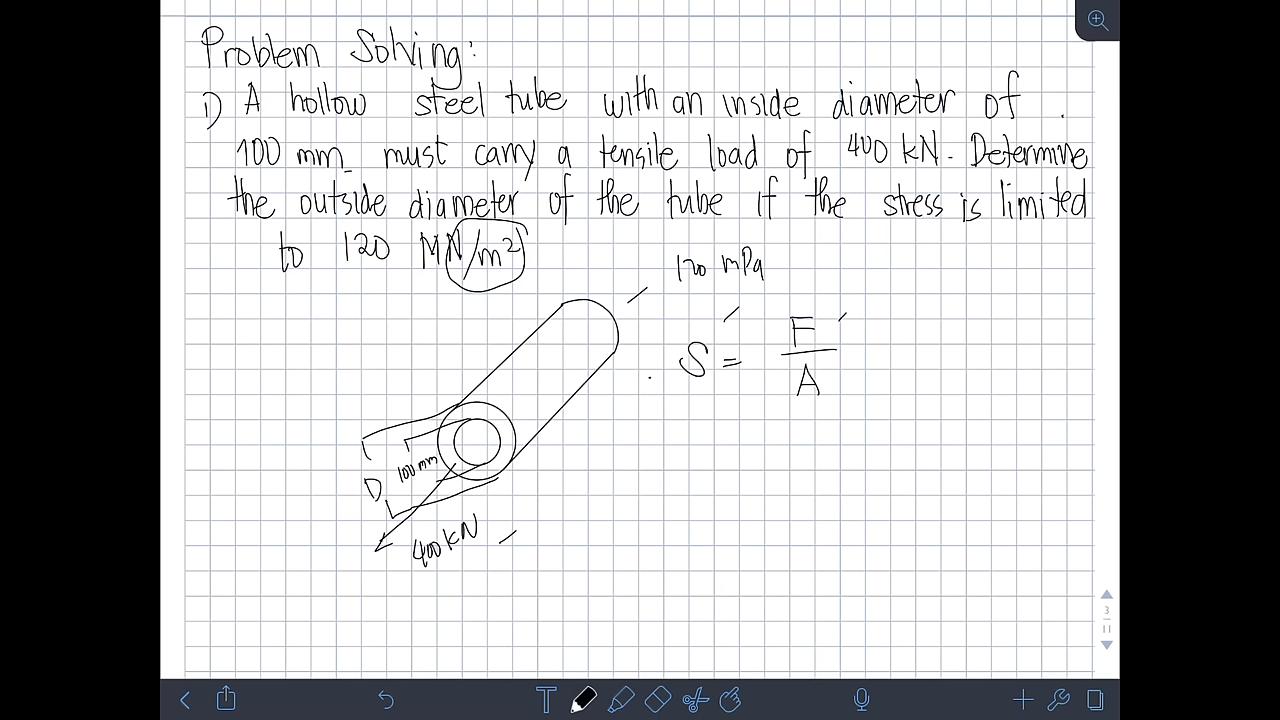 Problem Solving:
1) A hollow steel tube with an inside diameter of
100 mm must carry a tensile load of 400 kN. Determine
the outside diameter of the tube if the stress is limited
to 120 MN/m²
120 mPa
S = F
A
100 mm
D
400 kN
3
11
T